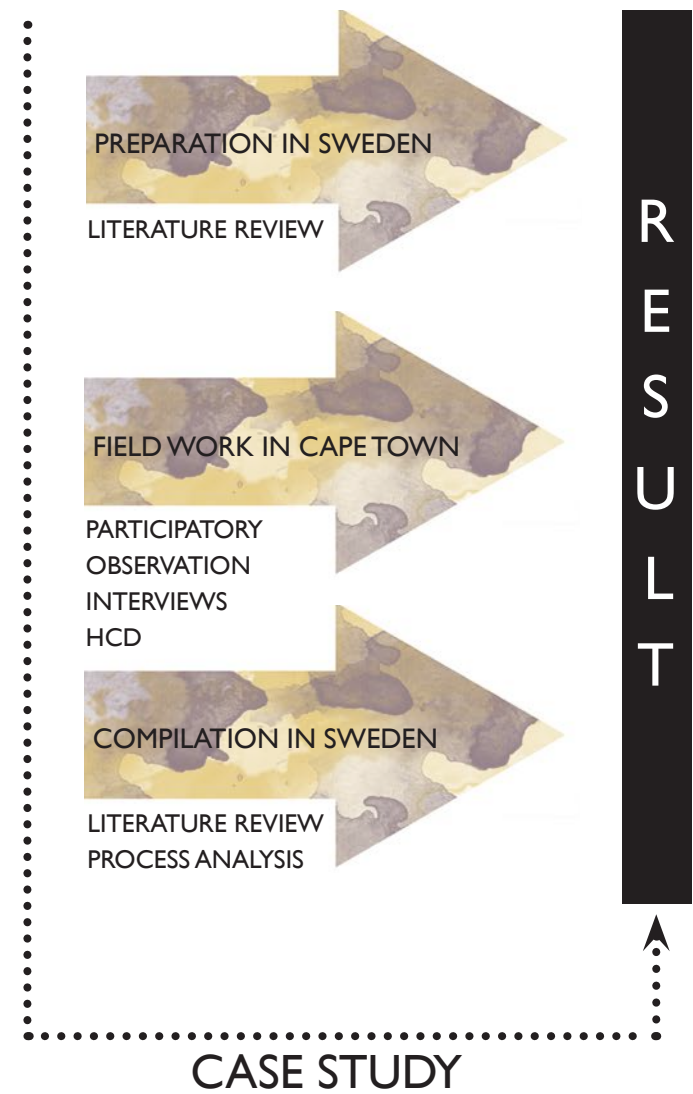 PREPARATION IN SWEDEN
LITERATURE REVIEW
FIELD WORK IN CAPE TOWN
PARTICIPATORY
OBSERVATION
INTERVIEWS
HCD
COMPILATION IN SWEDEN
LITERATURE REVIEW
PROCESS ANALYSIS
RESULT
CASE STUDY